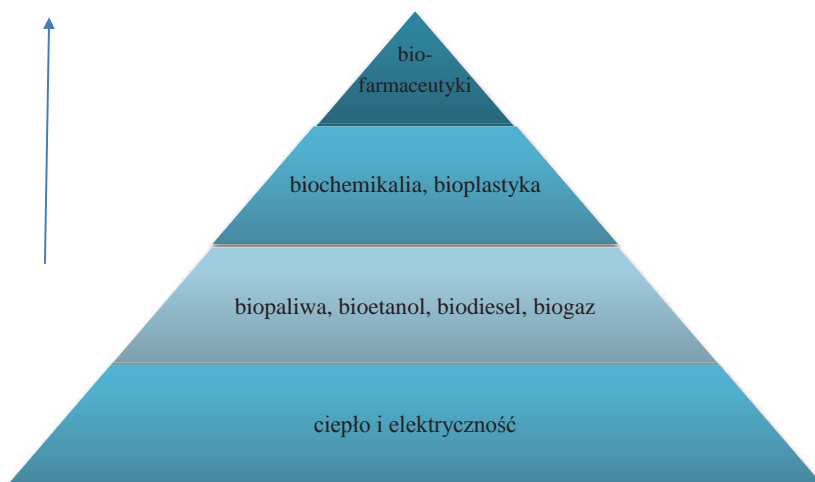 bio-
farmaceutyki
biochemikalia, bioplastyka
biopaliwa, bioetanol, biodiesel, biogaz
ciepło i elektryczność